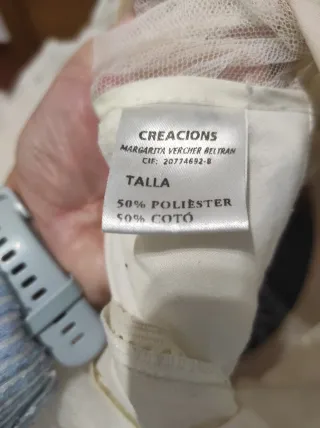 CREACIONS
MARGARITA VERCHER BELTRAN
CIF: 20774692-B
TALLA
50% POLIÈSTER
50% COTÓ